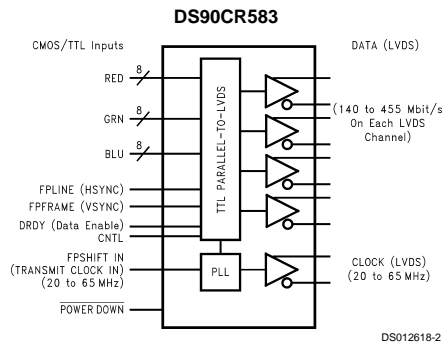 DS90CR583
CMOS/TTL Inputs
DATA (LVDS)
RED
8
GRN
8
BLU
8
FPLINE (HSYNC)
FPFRAME (VSYNC)
DRDY (Data Enable)
CNTL
FPSHIFT IN
(TRANSMIT CLOCK IN)
(20 to 65 MHz)
POWER DOWN
TTL PARALLEL-TO-LVDS
PLL
(140 to 455 Mbit/s
On Each LVDS
Channel)
CLOCK (LVDS)
(20 to 65 MHz)
DS012618-2